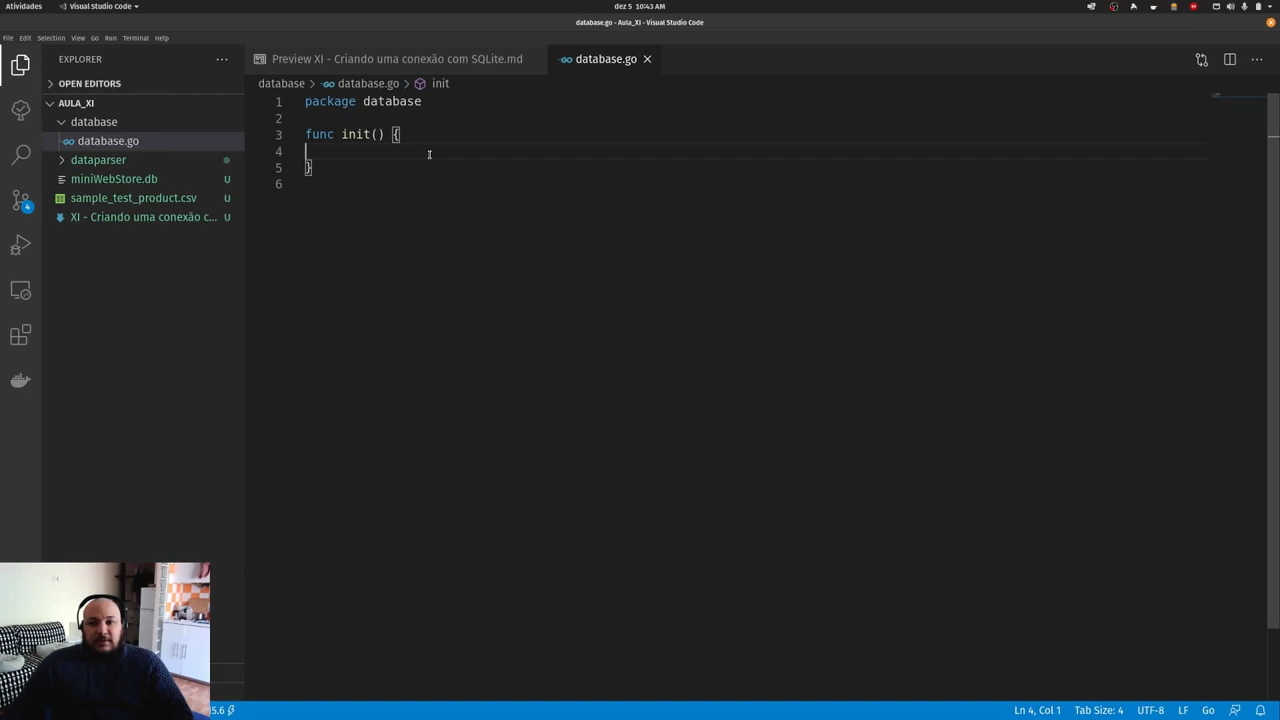 Atividades
Visual Studio Code
dez 5 10:43 AM
database.go - Aula_XI - Visual Studio Code
File Edit Selection View Go Run Terminal Help
EXPLORER
Preview XI - Criando uma conexão com SQLite.md
database.go
OPEN EDITORS
database
database.go
init
AULA_XI
database
database.go
dataparser
miniWebStore.db U
sample_test_product.csv U
XI - Criando uma conexão c... U
4
1 package database
2
3 func init() {
4
5 }
6
5.6
Ln 4, Col 1
Tab Size: 4
UTF-8
LF
Go